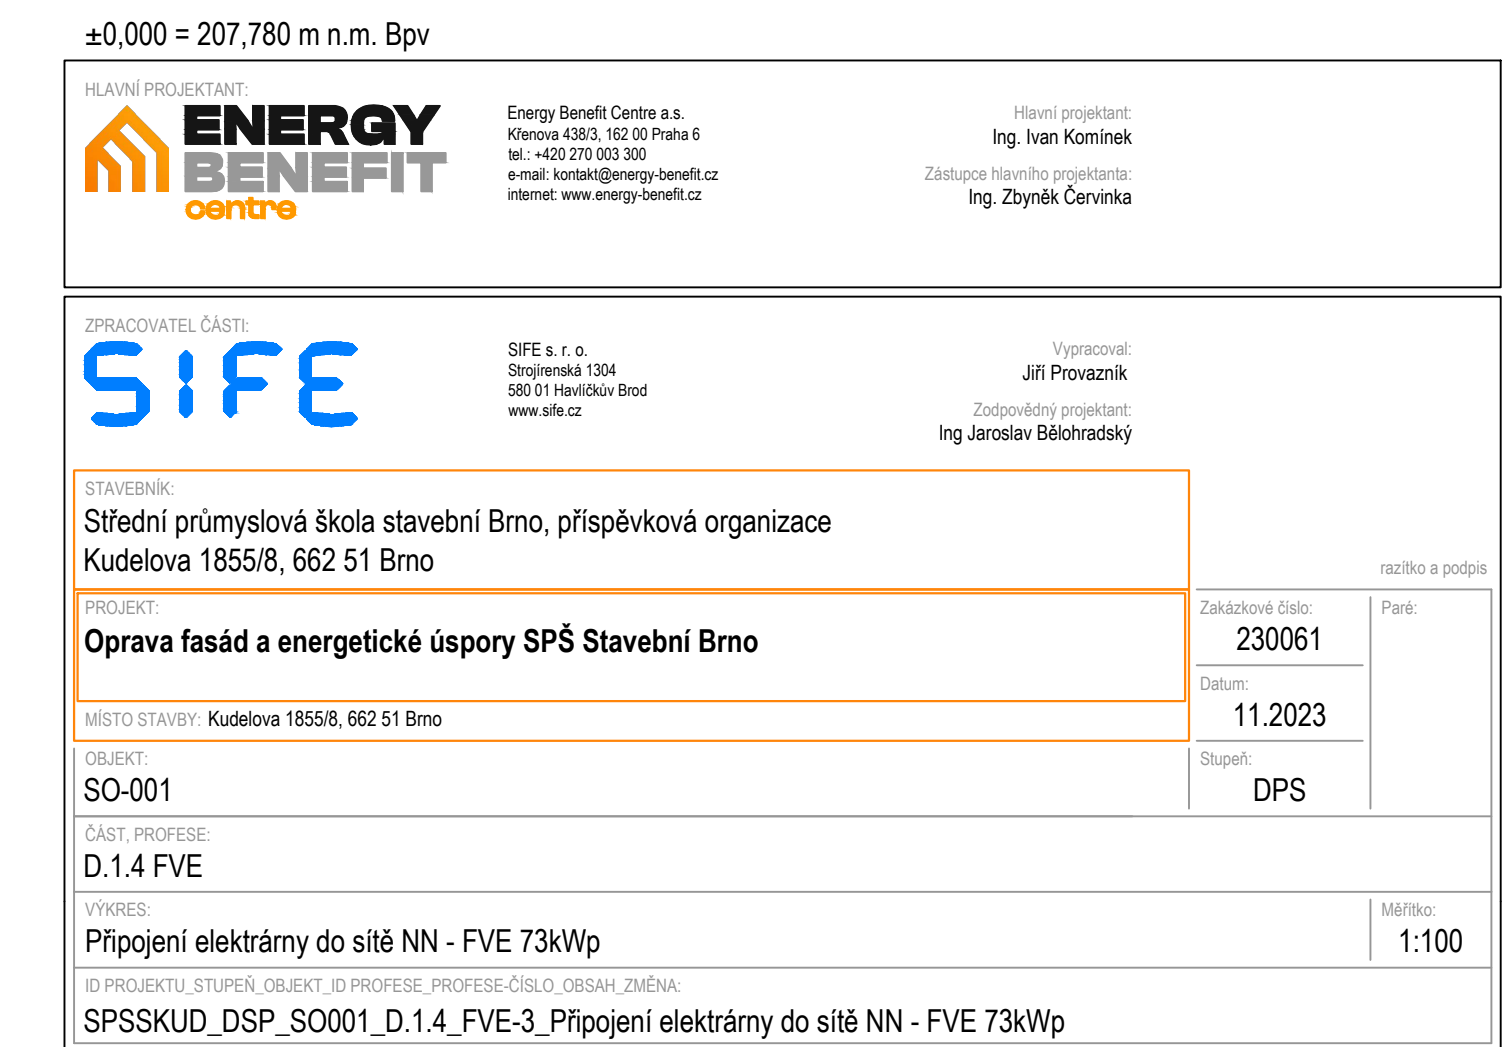 ±0,000 = 207,780 m n.m. Bpv
HLAVNÍ PROJEKTANT:
ENERGY
BENEFIT
centre
Energy Benefit Centre a.s.
Křenova 438/3, 162 00 Praha 6
tel.: +420 270 003 300
e-mail: kontakt@energy-benefit.cz
internet: www.energy-benefit.cz
Hlavní projektant:
Ing. Ivan Komínek
Zástupce hlavního projektanta:
Ing. Zbyněk Červinka
ZPRACOVATEL ČÁSTI:
SIFE
SIFE s. r. o.
Strojírenská 1304
580 01 Havlíčkův Brod
www.sife.cz
Vypracoval:
Jiří Provazník
Zodpovědný projektant:
Ing Jaroslav Bělohradský
STAVEBNÍK:
Střední průmyslová škola stavební Brno, příspěvková organizace
Kudelova 1855/8, 662 51 Brno
razítko a podpis
PROJEKT:
Oprava fasád a energetické úspory SPŠ Stavební Brno
MÍSTO STAVBY: Kudelova 1855/8, 662 51 Brno
Zakázkové číslo:
230061
Paré:
Datum:
11.2023
OBJEKT:
SO-001
Stupeň:
DPS
ČÁST, PROFESE:
D.1.4 FVE
VÝKRES:
Připojení elektrárny do sítě NN - FVE 73kWp
Měřítko:
1:100
ID PROJEKTU_STUPEŇ_OBJEKT_ID PROFESE_PROFESE-ČÍSLO_OBSAH_ZMĚNA:
SPSSKUD_DSP_SO001_D.1.4_FVE-3_Připojení elektrárny do sítě NN - FVE 73kWp